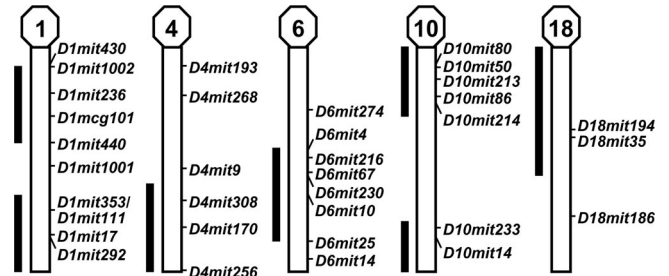 1
D1mit430
D1mit1002
D1mit236
D1mcg101
D1mit440
D1mit1001
D1mit353/
D1mit111
D1mit17
D1mit292
4
D4mit193
D4mit268
D4mit9
D4mit308
D4mit170
D4mit256
6
D6mit274
D6mit4
D6mit216
D6mit67
D6mit230
D6mit10
D6mit25
D6mit14
10
D10mit80
D10mit50
D10mit213
D10mit86
D10mit214
D10mit233
D10mit14
18
D18mit194
D18mit35
D18mit186